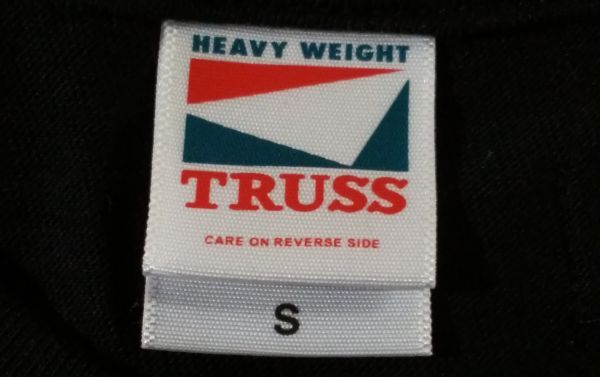 HEAVY WEIGHT
TRUSS
CARE ON REVERSE SIDE
S